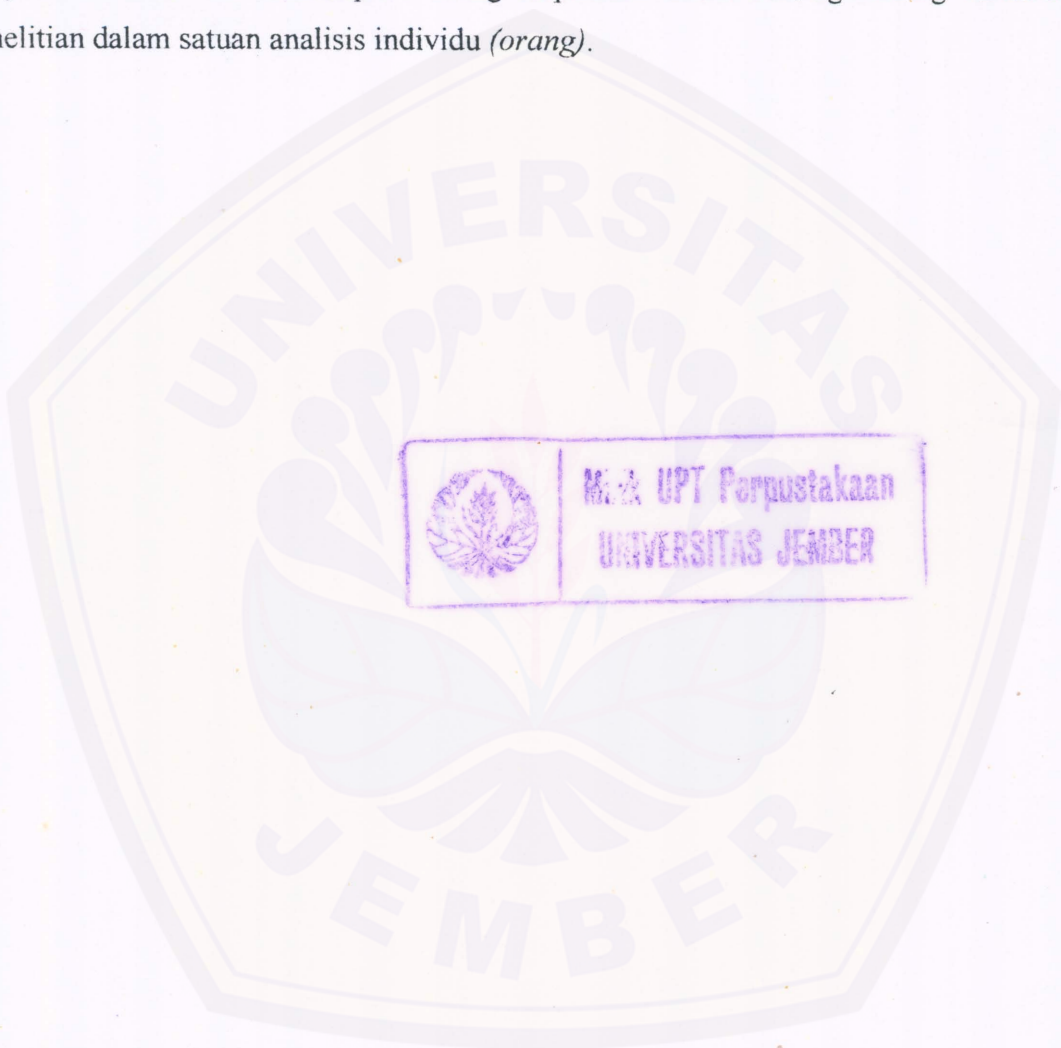 nelitian dalam satuan analisis individu (orang).
UNIVERSITAS
UPT Perpustakaan
UNIVERSITAS JEMBER
JEMBER